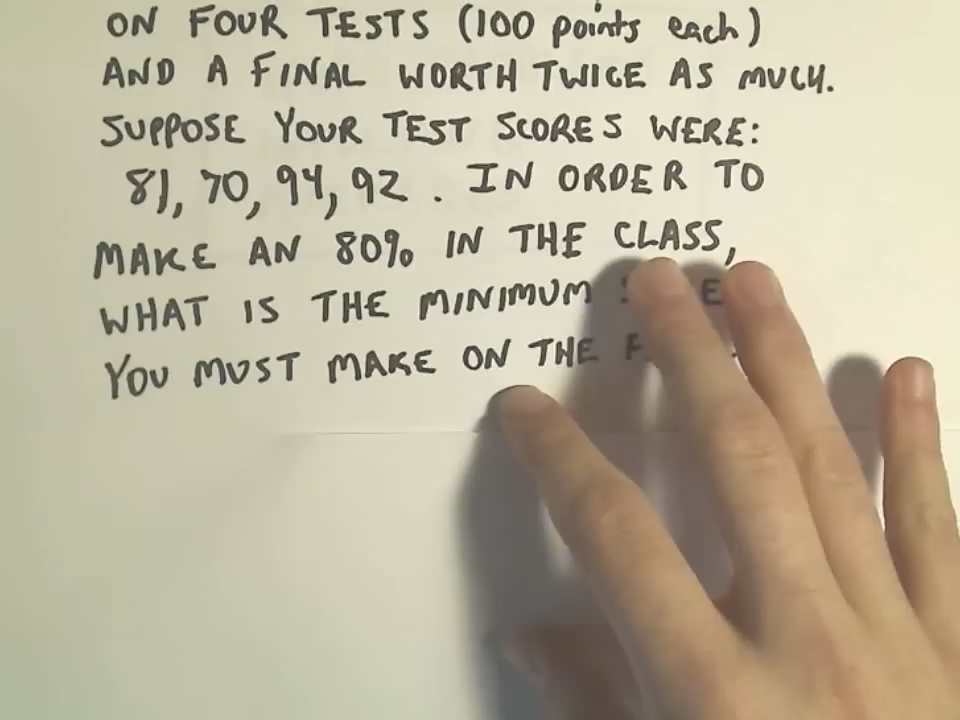 ON FOUR TESTS (100 points each)
AND A FINAL WORTH TWICE AS MUCH.
SUPPOSE YOUR TEST SCORES WERE:
81, 70, 94, 92. IN ORDER TO
MAKE AN 80% IN THE CLASS,
WHAT IS THE MINIMUM
YOU MUST MAKE ON THE